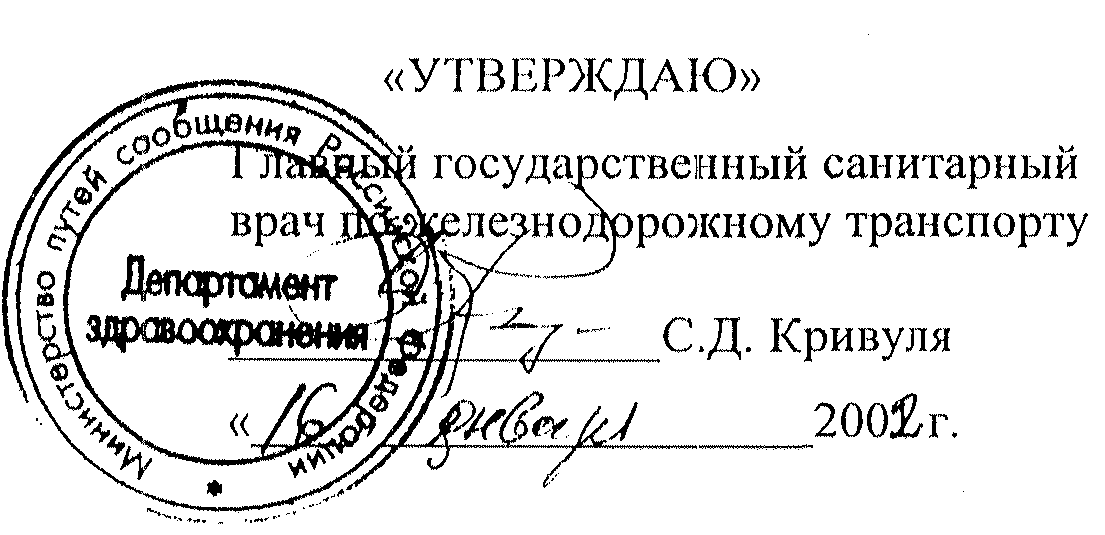 «УТВЕРЖДАЮ»
Главный государственный санитарный
врач по железнодорожному транспорту
С.Д. Кривуля
«16 января 2002 г.
Министерство путей сообщения Российской Федерации *
Департамент
здравоохранения